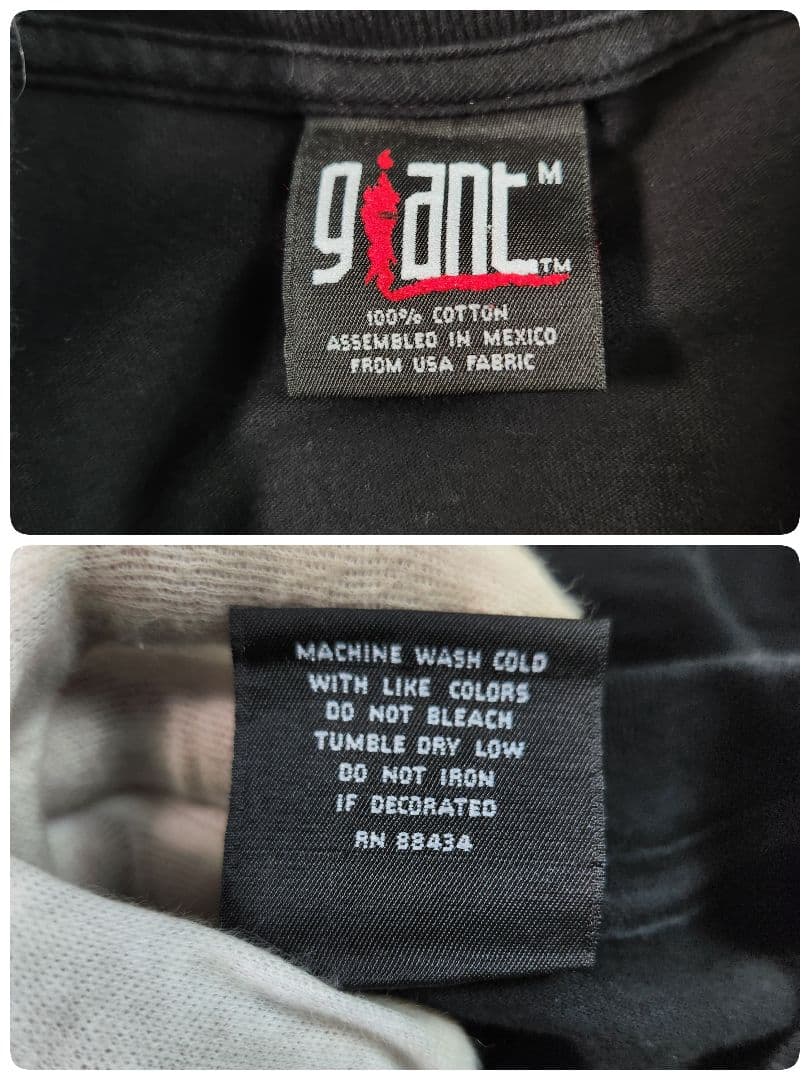 giant M
TM
100% COTTON
ASSEMBLED IN MEXICO
FROM USA FABRIC
MACHINE WASH COLD
WITH LIKE COLORS
DO NOT BLEACH
TUMBLE DRY LOW
DO NOT IRON
IF DECORATED
RN 88434